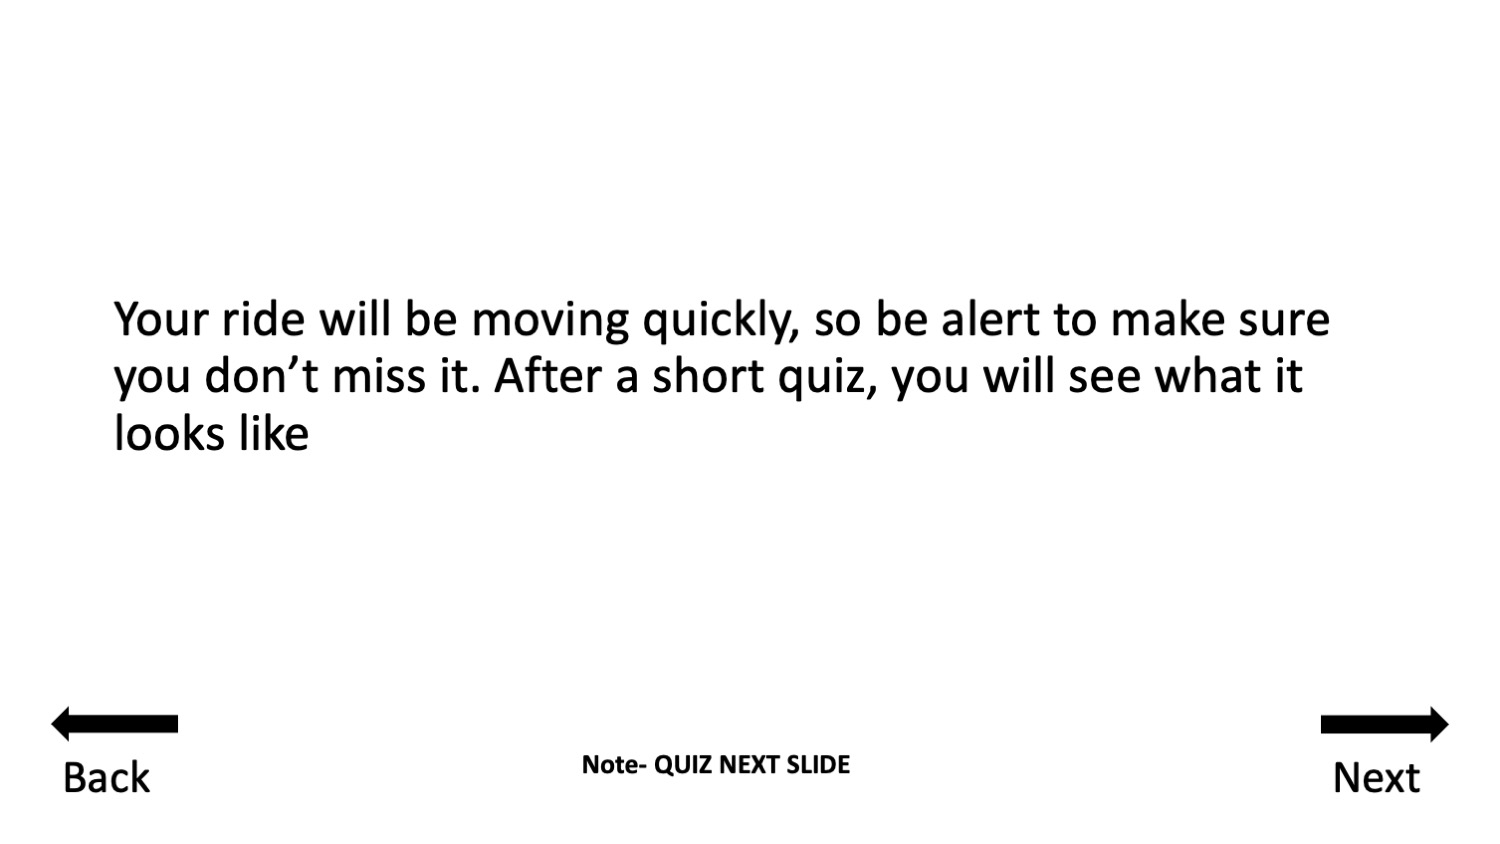 Your ride will be moving quickly, so be alert to make sure
you don’t miss it. After a short quiz, you will see what it
looks like
Back
Note- QUIZ NEXT SLIDE
Next